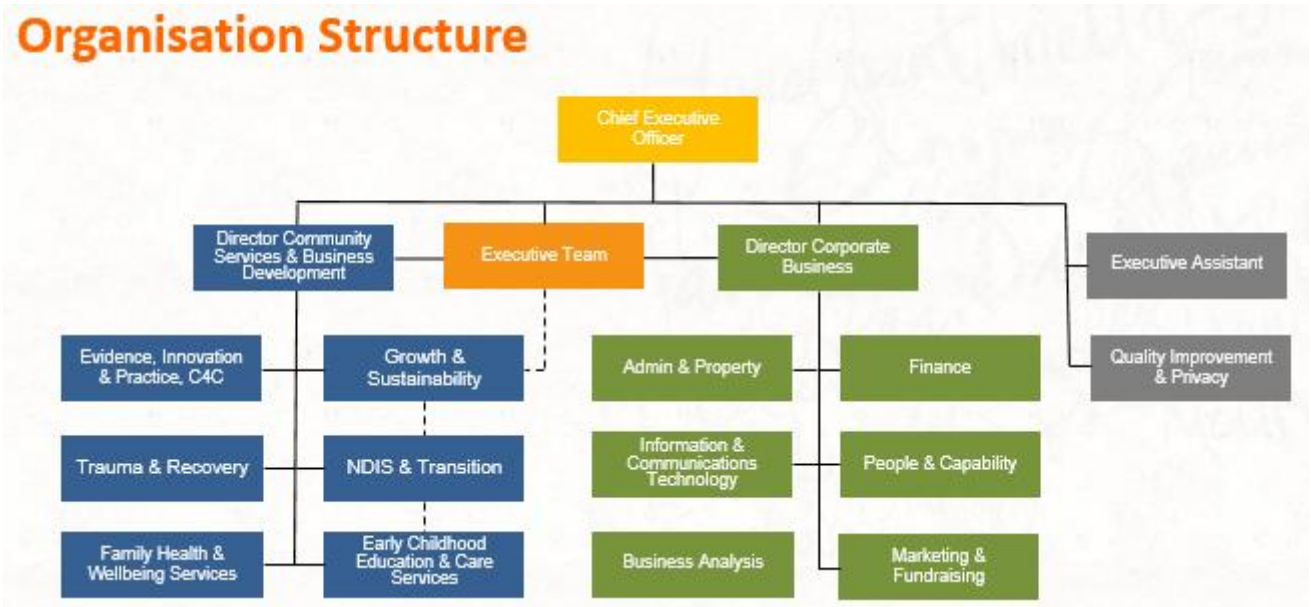 Organisation Structure
Chief Executive
Officer
Director Community
Services & Business
Development
Executive Team
Director Corporate
Business
Executive Assistant
Evidence, Innovation
& Practice, C4C
Growth &
Sustainability
Admin & Property
Finance
Quality Improvement
& Privacy
Trauma & Recovery
NDIS & Transition
Information &
Communications
Technology
People & Capability
Family Health &
Wellbeing Services
Early Childhood
Education & Care
Services
Business Analysis
Marketing &
Fundraising